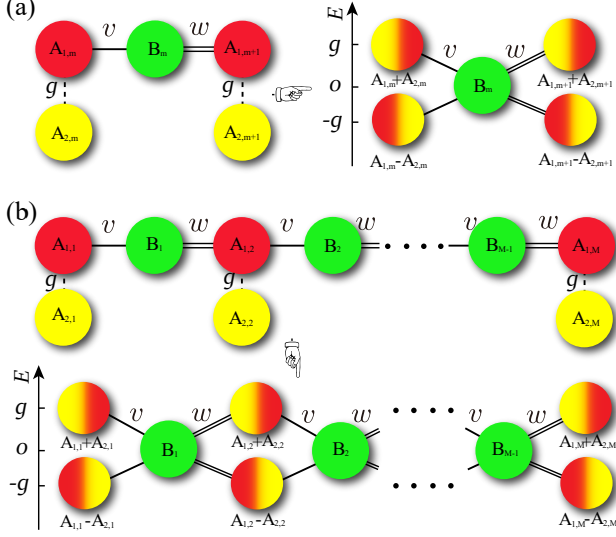 (a)
v w
A1,m Bm A1,m+1
g g
A2,m A2,m+1
E
g
o
-g
v w
A1,m+A2,m A1,m+1+A2,m+1
Bm
A1,m-A2,m A1,m+1-A2,m+1
(b)
v w v w v w
A1,1 B1 A1,2 B2 BM-1 A1,M
g g g
A2,1 A2,2 A2,M
E
g
o
-g
v w v w v w
A1,1+A2,1 A1,2+A2,2 A1,M+A2,M
B1 B2 BM-1
A1,1-A2,1 A1,2-A2,2 A1,M-A2,M